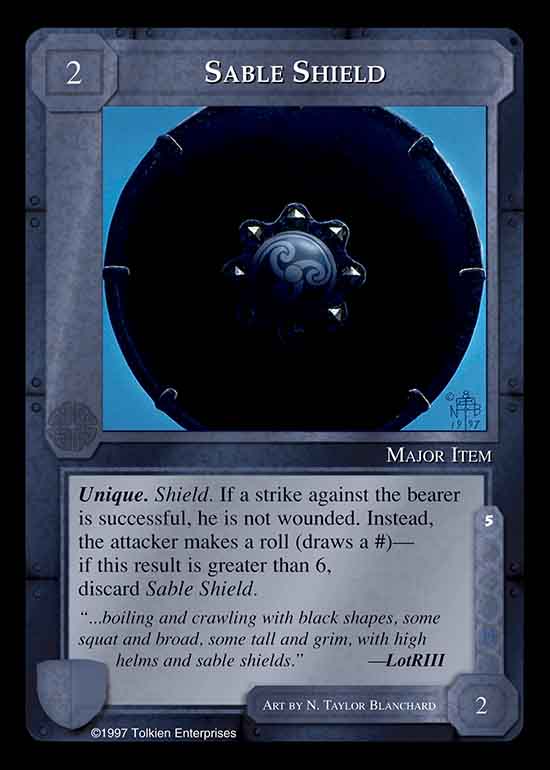 2
SABLE SHIELD
© NTB
1997
MAJOR ITEM
Unique. Shield. If a strike against the bearer
is successful, he is not wounded. Instead,
the attacker makes a roll (draws a #)—
if this result is greater than 6,
discard Sable Shield.
5
“...boiling and crawling with black shapes, some
squat and broad, some tall and grim, with high
helms and sable shields.” —LotRIII
ART BY N. TAYLOR BLANCHARD
2
©1997 Tolkien Enterprises